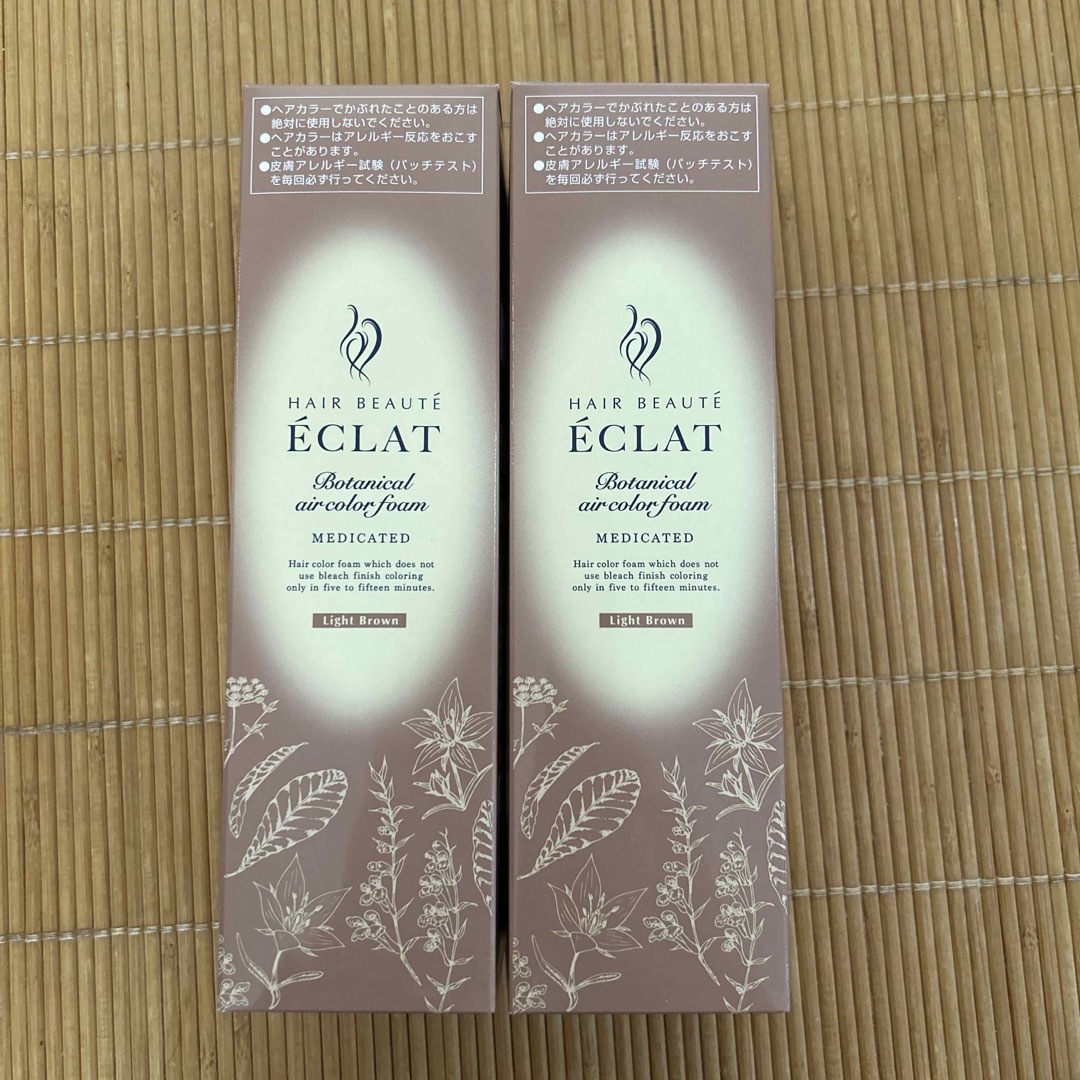 ●ヘアカラーでかぶれたことのある方は
絶対に使用しないでください。
●ヘアカラーはアレルギー反応をおこす
ことがあります。
●皮膚アレルギー試験（パッチテスト）
を毎回必ず行ってください。
HAIR BEAUTÉ
ÉCLAT
Botanical
air color foam
MEDICATED
Hair color foam which does not
use bleach finish coloring
only in five to fifteen minutes.
Light Brown
●ヘアカラーでかぶれたことのある方は
絶対に使用しないでください。
●ヘアカラーはアレルギー反応をおこす
ことがあります。
●皮膚アレルギー試験（パッチテスト）
を毎回必ず行ってください。
HAIR BEAUTÉ
ÉCLAT
Botanical
air color foam
MEDICATED
Hair color foam which does not
use bleach finish coloring
only in five to fifteen minutes.
Light Brown